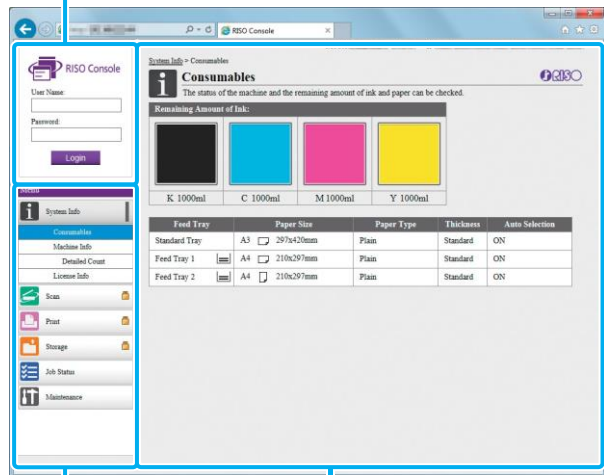 RISO Console
RISO Console
User Name:
Password:
Login
Menu
System Info
Consumables
Machine Info
Detailed Count
License Info
Scan
Print
Storage
Job Status
Maintenance
System Info > Consumables
Consumables
RISO
The status of the machine and the remaining amount of ink and paper can be checked.
Remaining Amount of Ink:
K 1000ml C 1000ml M 1000ml Y 1000ml
Feed Tray Paper Size Paper Type Thickness Auto Selection
Standard Tray A3 297x420mm Plain Standard ON
Feed Tray 1 A4 210x297mm Plain Standard ON
Feed Tray 2 A4 210x297mm Plain Standard ON